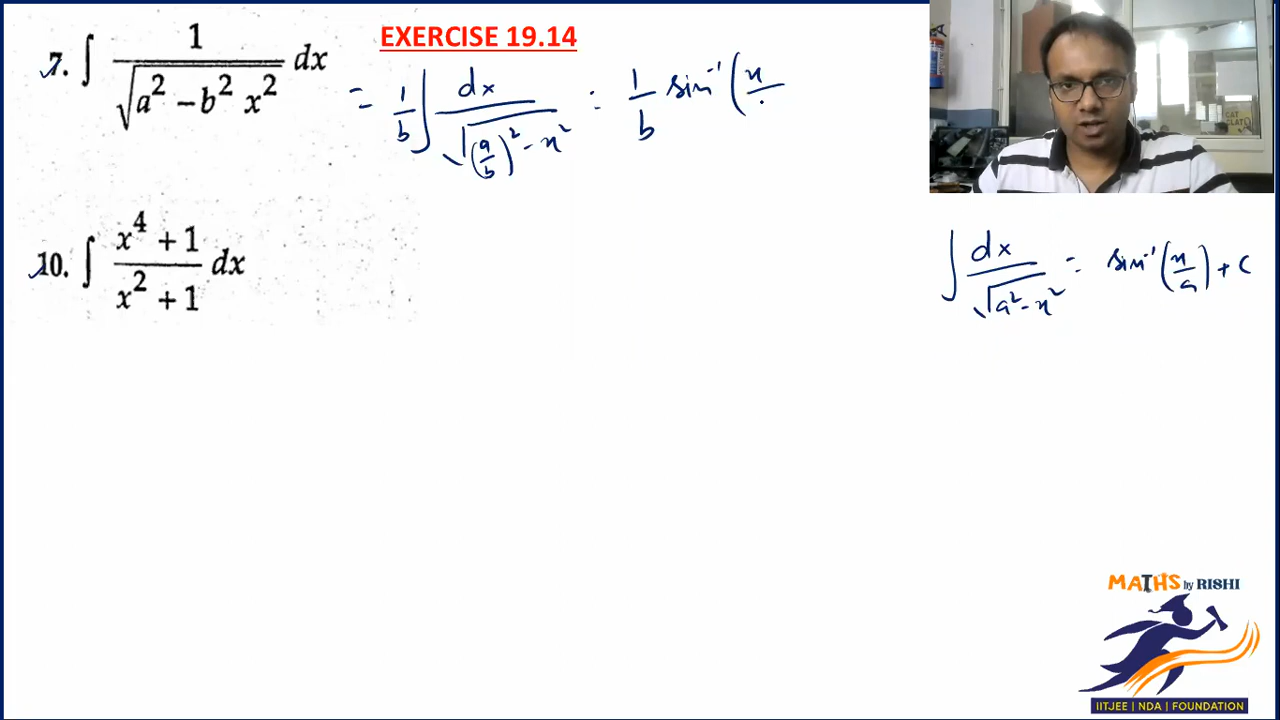 EXERCISE 19.14
7. ∫ 1/√(a² − b² x²) dx = 1/b ∫ dx/√((a/b)² − x²) = 1/b sin⁻¹ (x/
10. ∫ (x⁴ + 1)/(x² + 1) dx
∫ dx/√(a² − x²) = sin⁻¹ (x/a) + C
MATHS by RISHI
IITJEE | NDA | FOUNDATION